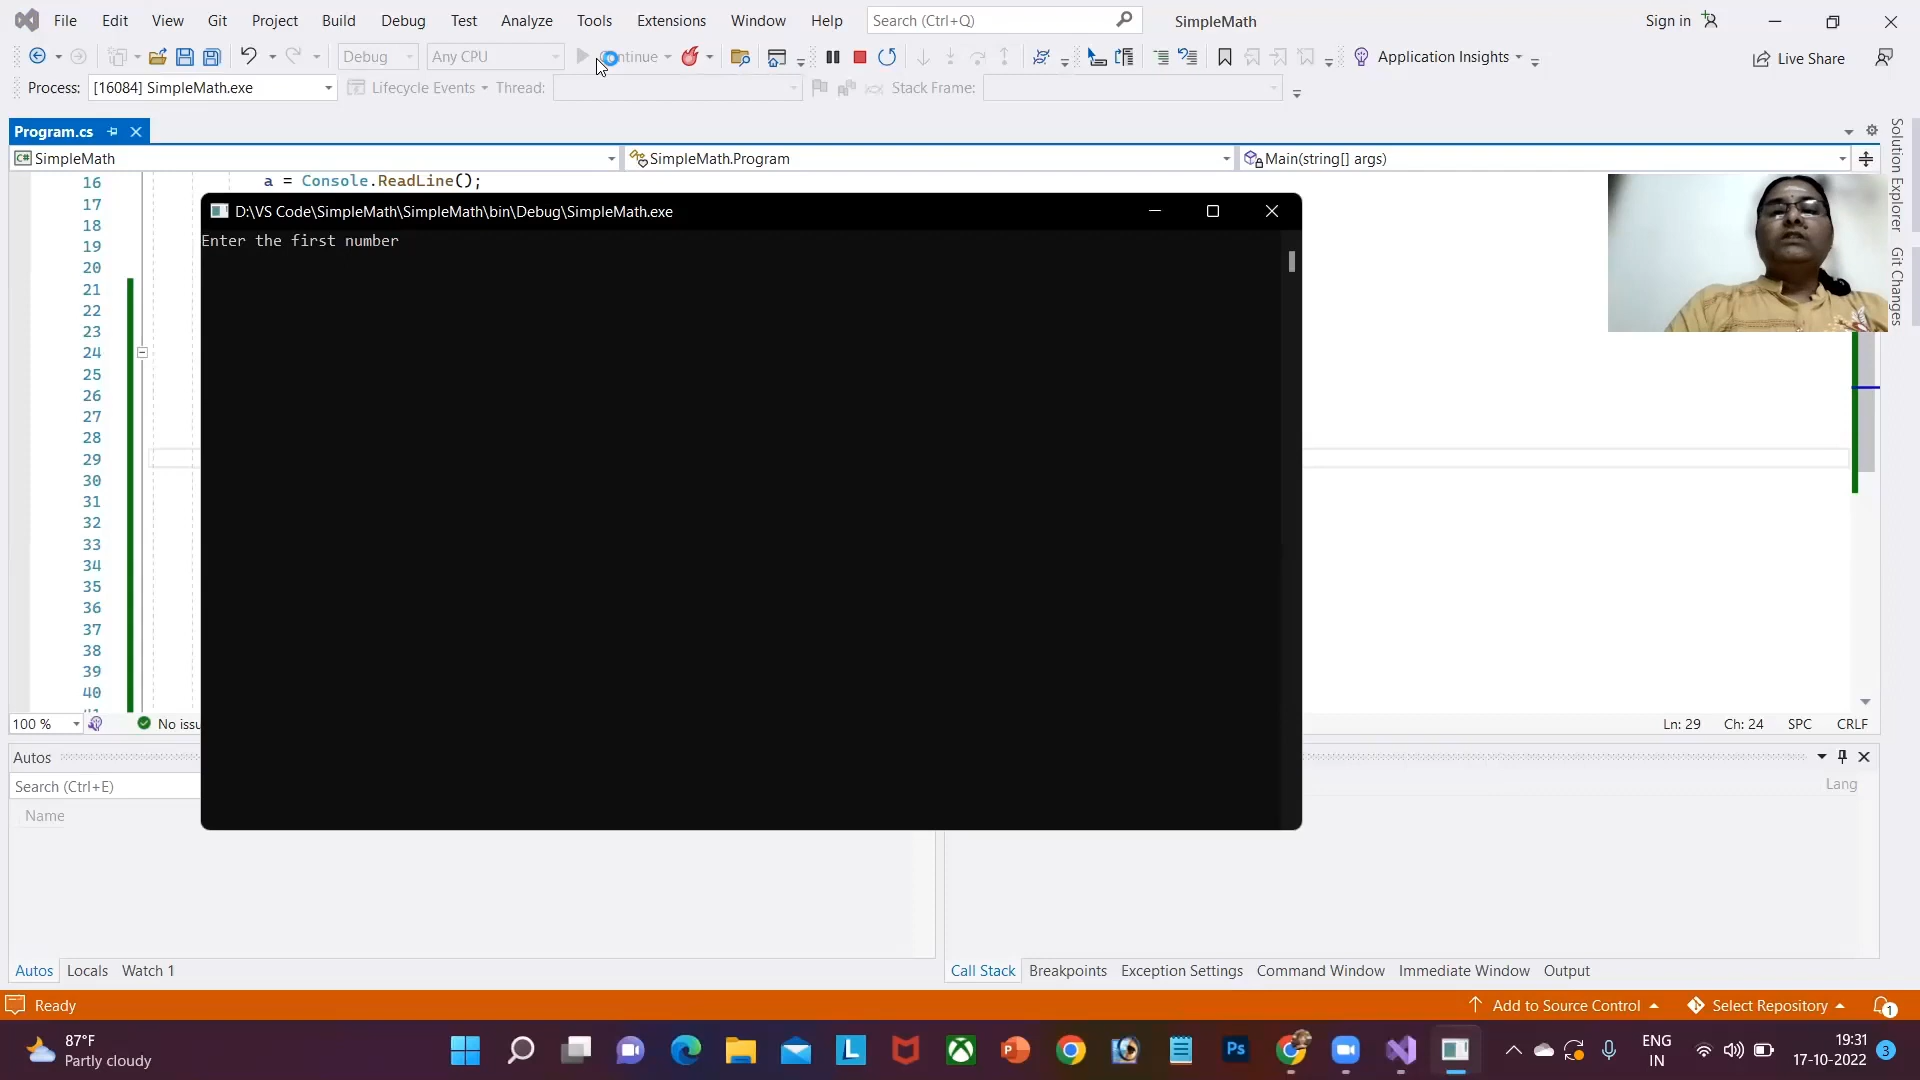 File Edit View Git Project Build Debug Test Analyze Tools Extensions Window Help Search (Ctrl+Q) SimpleMath Sign in
Debug Any CPU Continue Application Insights Live Share
Process: [16084] SimpleMath.exe Lifecycle Events Thread: Stack Frame:
Program.cs
C# SimpleMath SimpleMath.Program Main(string[] args)
16 a = Console.ReadLine();
17
D:\VS Code\SimpleMath\SimpleMath\bin\Debug\SimpleMath.exe
18
Enter the first number
19
20
21
22
23
24
25
26
27
28
29
30
31
32
33
34
35
36
37
38
39
40
Solution Explorer
Git Changes
100 % No issu Ln: 29 Ch: 24 SPC CRLF
Autos
Search (Ctrl+E) Lang
Name
Autos Locals Watch 1 Call Stack Breakpoints Exception Settings Command Window Immediate Window Output
Ready Add to Source Control Select Repository 1
87°F
Partly cloudy
L
P
Ps
ENG
IN
19:31
17-10-2022
3